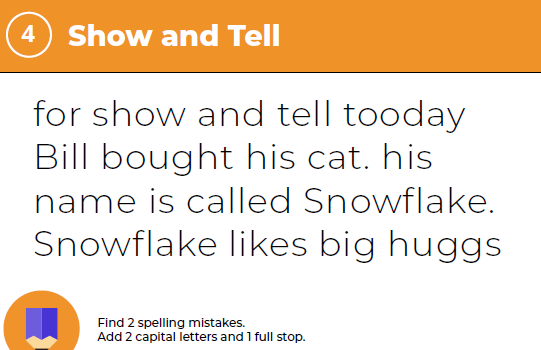 4 Show and Tell
for show and tell tooday
Bill bought his cat. his
name is called Snowflake.
Snowflake likes big huggs
Find 2 spelling mistakes.
Add 2 capital letters and 1 full stop.